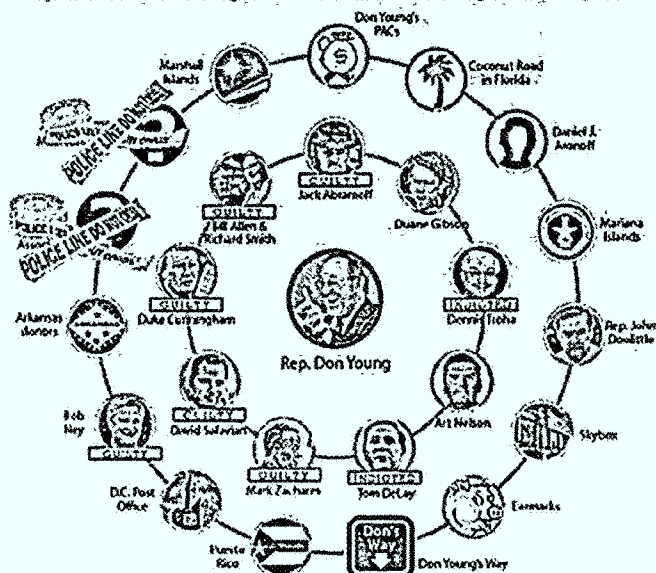 Don Young's
PACs
Marshall
Islands
Coconut Road
in Florida
POLICE LINE DO NOT
Daniel J.
GUILTY
Jack Abramoff
GUILTY
Bill Allen &
Richard Smith
Duane Gibson
Mariana
Islands
POLICE LINE DO NOT
GUILTY
Duke Cunningham
INDICTED
Dennis Troha
Arkansas
donors
Rep. Don Young
Rep. John
Doolittle
Bob
Ney
GUILTY
GUILTY
David Safavian
Art Nelson
Skybox
GUILTY
Mark Zachares
INDICTED
Tom DeLay
D.C. Post
Office
Earmarks
Puerto
Rico
Don's
Way
Don Young's Way